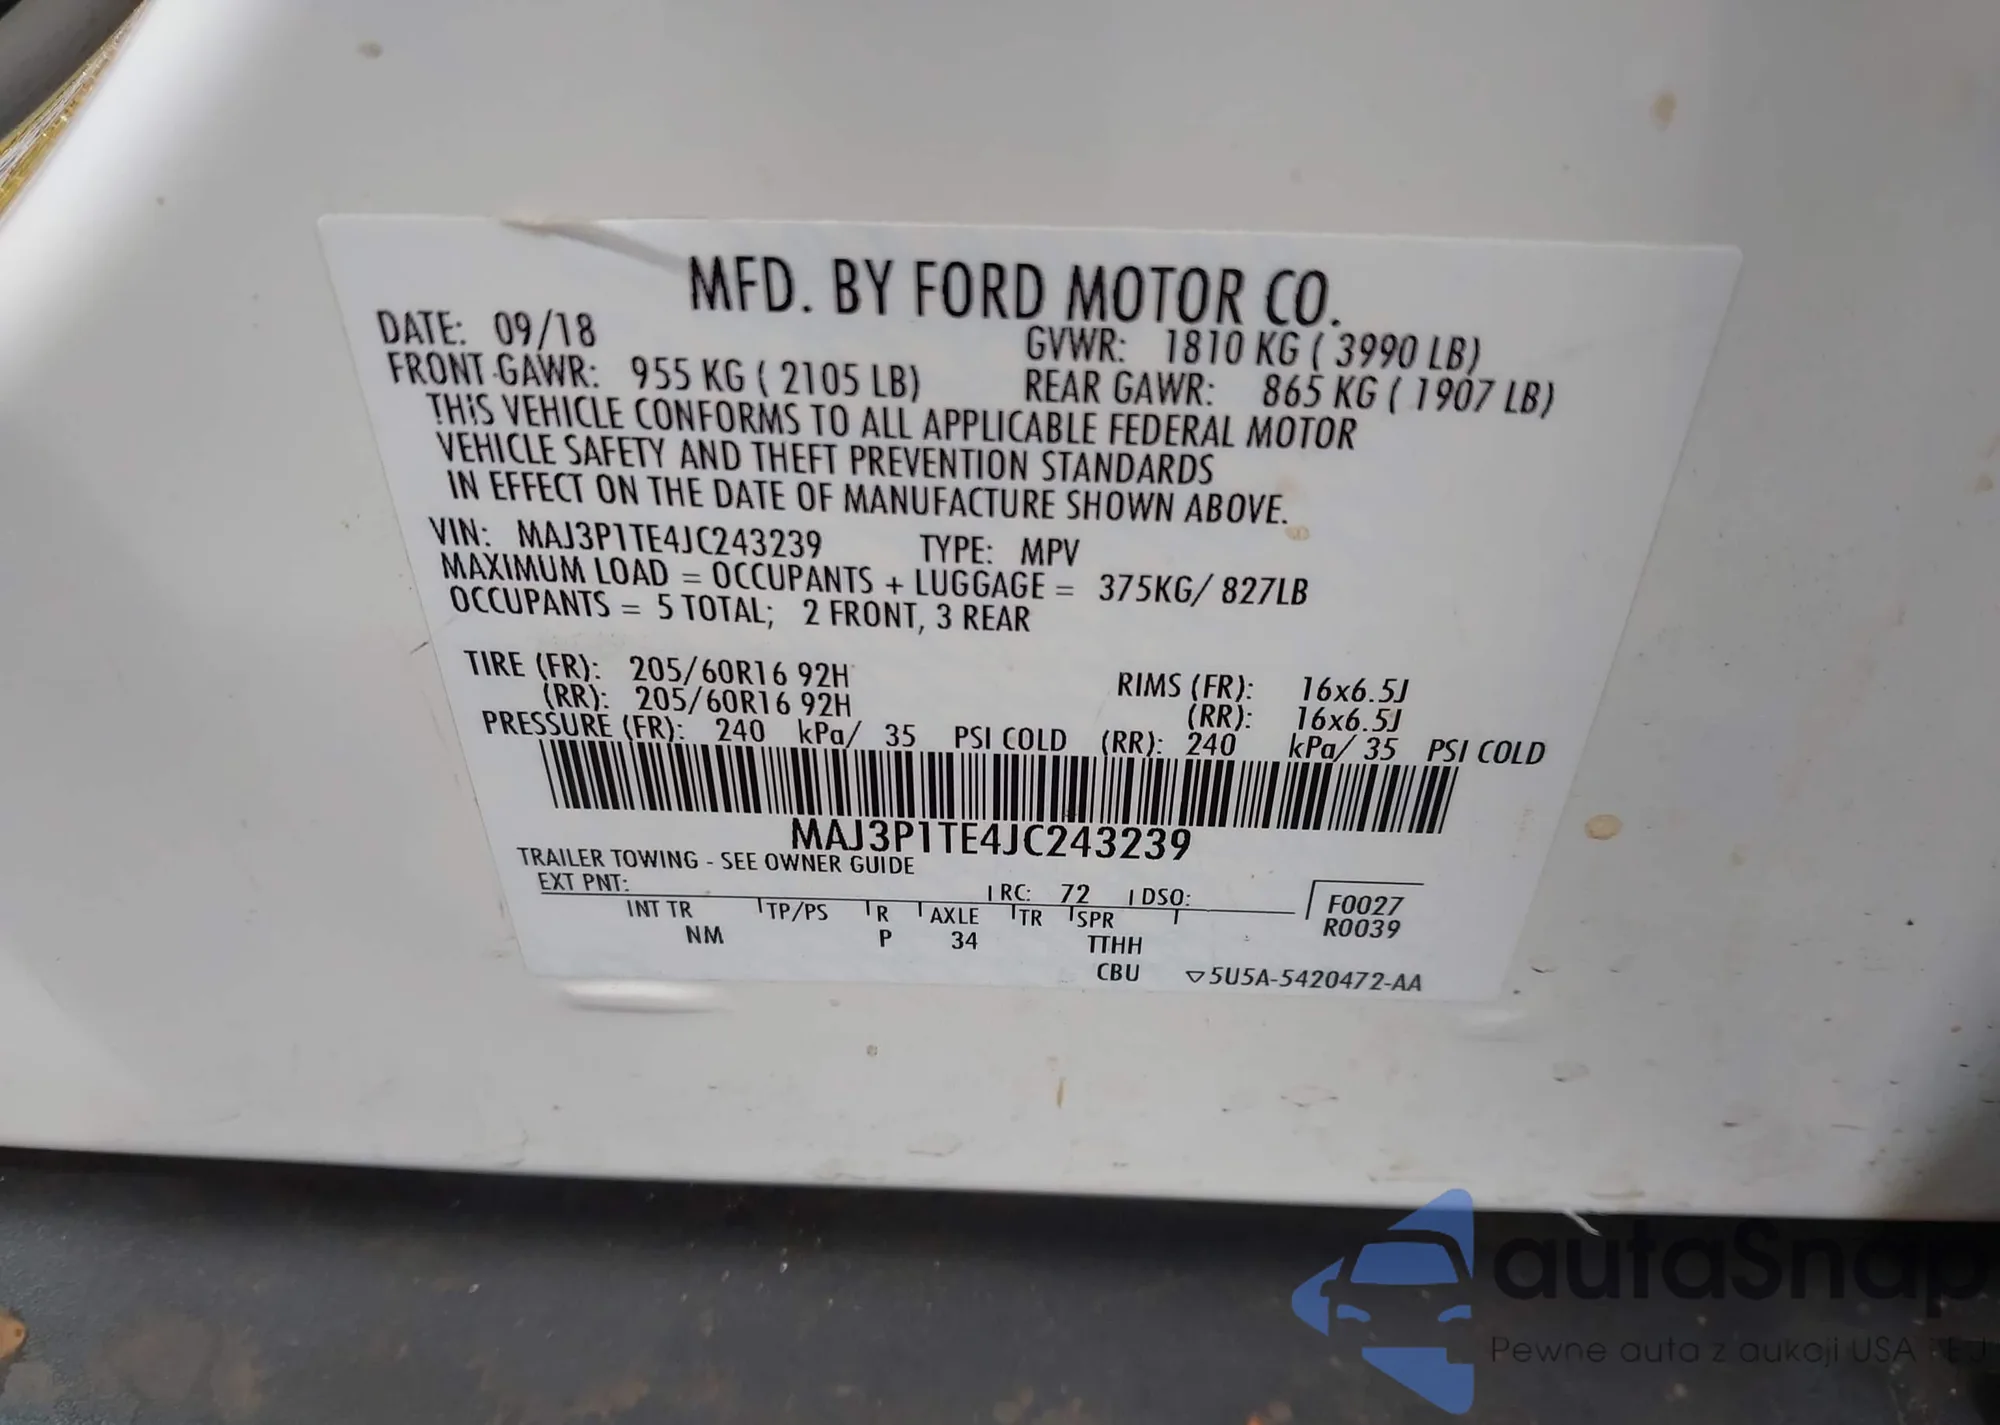 MFD. BY FORD MOTOR CO.
DATE: 09/18 GVWR: 1810 KG ( 3990 LB)
FRONT GAWR: 955 KG ( 2105 LB) REAR GAWR: 865 KG ( 1907 LB)
THIS VEHICLE CONFORMS TO ALL APPLICABLE FEDERAL MOTOR
VEHICLE SAFETY AND THEFT PREVENTION STANDARDS
IN EFFECT ON THE DATE OF MANUFACTURE SHOWN ABOVE.
VIN: MAJ3P1TE4JC243239 TYPE: MPV
MAXIMUM LOAD = OCCUPANTS + LUGGAGE = 375KG/ 827LB
OCCUPANTS = 5 TOTAL; 2 FRONT, 3 REAR
TIRE (FR): 205/60R16 92H RIMS (FR): 16x6.5J
(RR): 205/60R16 92H (RR): 16x6.5J
PRESSURE (FR): 240 kPa/ 35 PSI COLD (RR): 240 kPa/ 35 PSI COLD
MAJ3P1TE4JC243239
TRAILER TOWING - SEE OWNER GUIDE
EXT PNT: RC: 72 DSO: F0027
INT TR TP/PS R AXLE TR SPR R0039
NM P 34 TTHH
CBU ▽5U5A-5420472-AA
autaSnap
Pewne auta z aukcji USA i EU